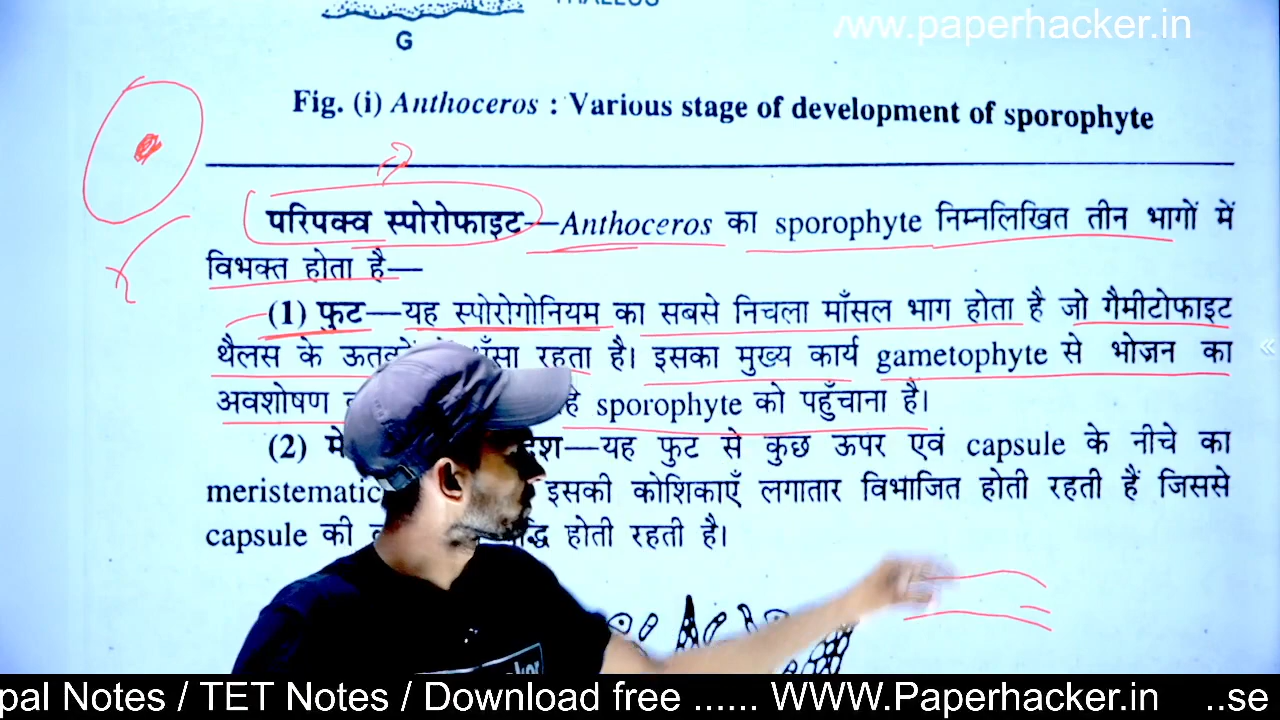 THALLUS
www.paperhacker.in
G
Fig. (i) Anthoceros : Various stage of development of sporophyte
परिपक्व स्पोरोफाइट—Anthoceros का sporophyte निम्नलिखित तीन भागों में
विभक्त होता है—
(1) फुट—यह स्पोरोगोनियम का सबसे निचला माँसल भाग होता है जो गैमीटोफाइट
थैलस के रहता है। इसका मुख्य कार्य gametophyte से भोजन का
अवशोषण sporophyte को पहुँचाना है।
(2) यह फुट से कुछ ऊपर एवं capsule के नीचे का
meristematic इसकी कोशिकाएँ लगातार विभाजित होती रहती हैं जिससे
capsule की होती रहती है।
pal Notes / TET Notes / Download free ...... WWW.Paperhacker.in ..se